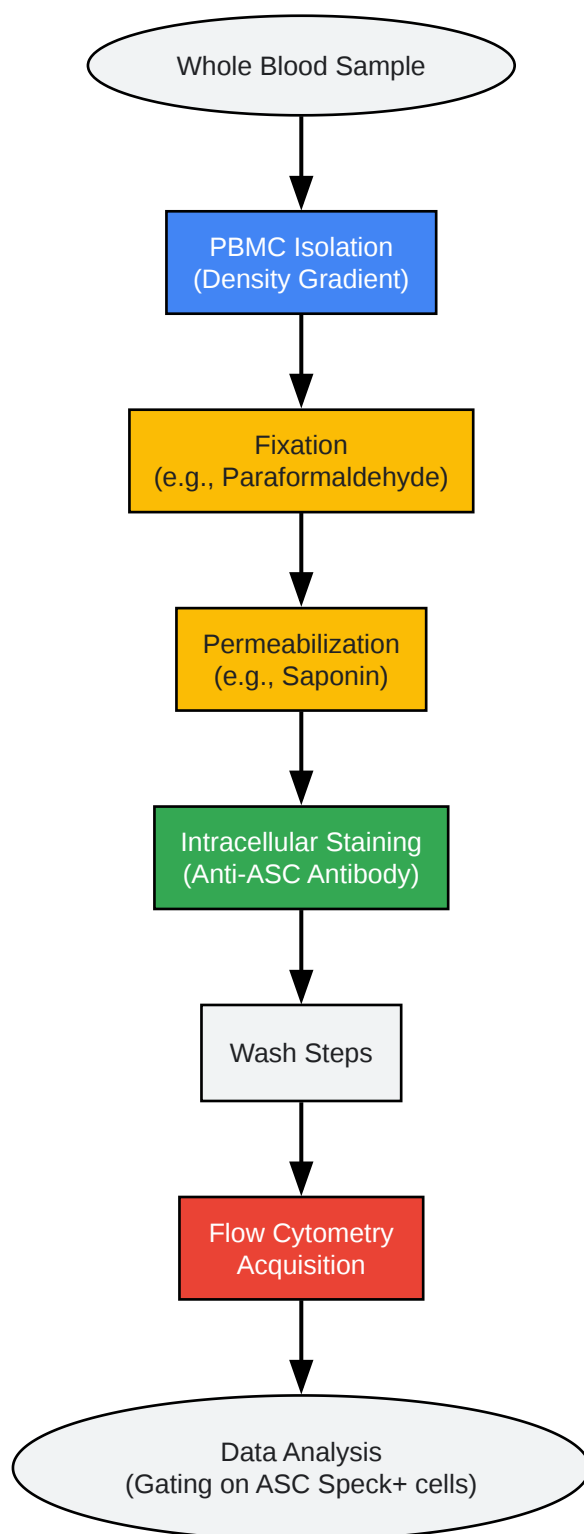 Whole Blood Sample
PBMC Isolation
(Density Gradient)
Fixation
(e.g., Paraformaldehyde)
Permeabilization
(e.g., Saponin)
Intracellular Staining
(Anti-ASC Antibody)
Wash Steps
Flow Cytometry
Acquisition
Data Analysis
(Gating on ASC Speck+ cells)